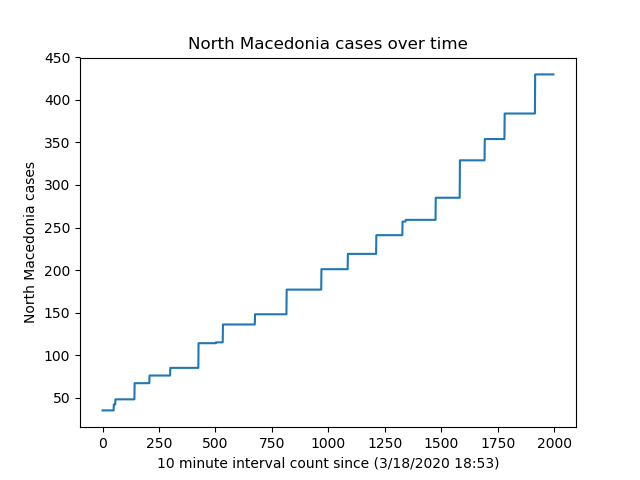 North Macedonia cases over time
450
400
350
300
250
200
150
100
50
North Macedonia cases
0 250 500 750 1000 1250 1500 1750 2000
10 minute interval count since (3/18/2020 18:53)